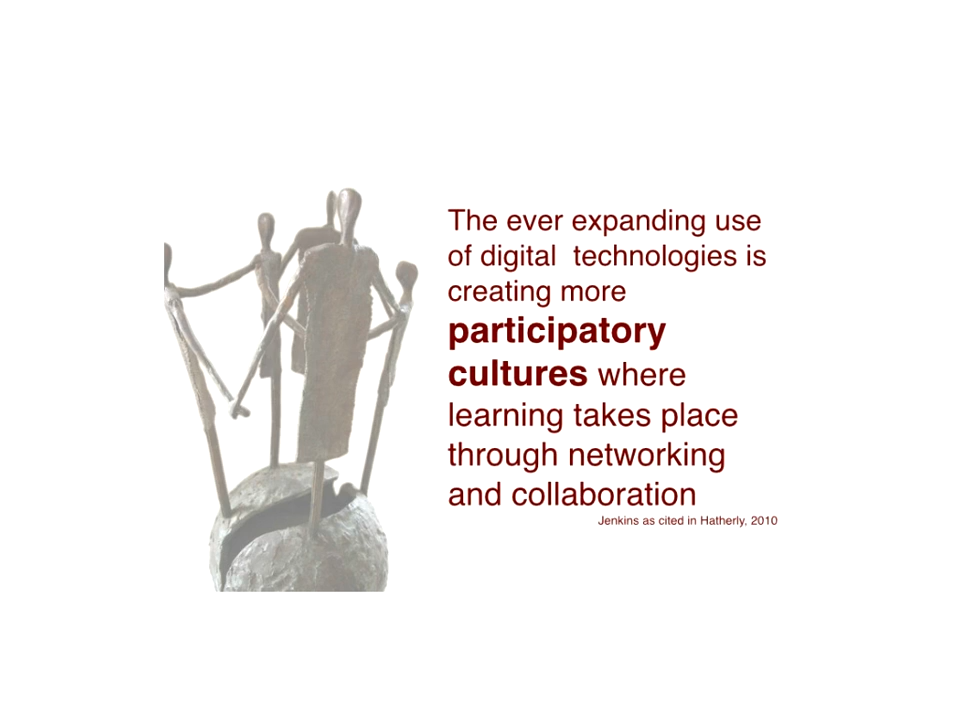 The ever expanding use
of digital  technologies is
creating more
participatory
cultures where
learning takes place
through networking
and collaboration
Jenkins as cited in Hatherly, 2010